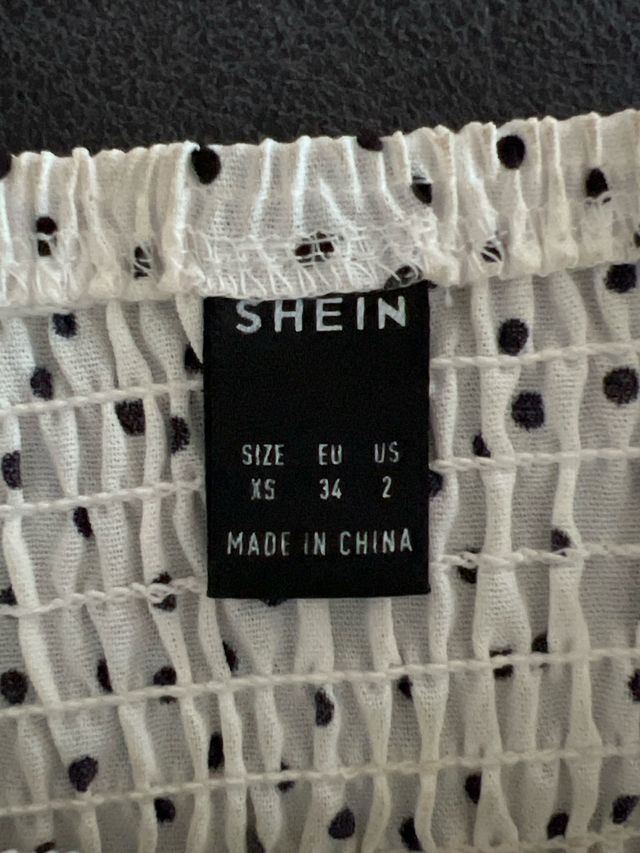 SHEIN
SIZE EU US
XS 34 2
MADE IN CHINA